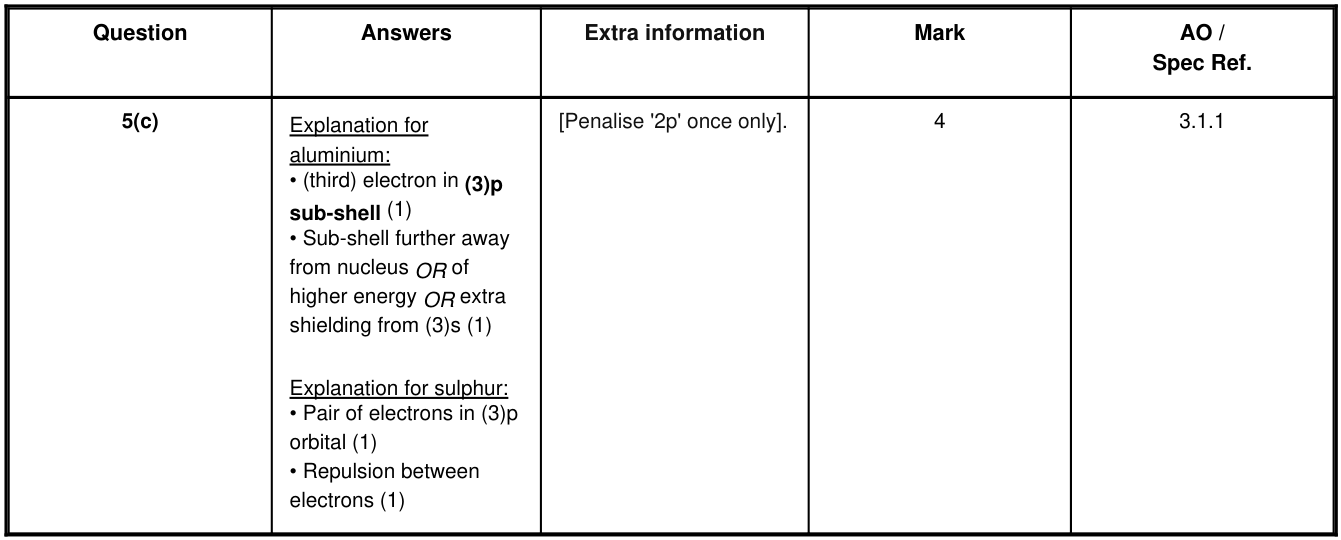 Question Answers Extra information Mark AO /
Spec Ref.
5(c) Explanation for [Penalise '2p' once only]. 4 3.1.1
aluminium:
• (third) electron in (3)p
sub-shell (1)
• Sub-shell further away
from nucleus OR of
higher energy OR extra
shielding from (3)s (1)
Explanation for sulphur:
• Pair of electrons in (3)p
orbital (1)
• Repulsion between
electrons (1)